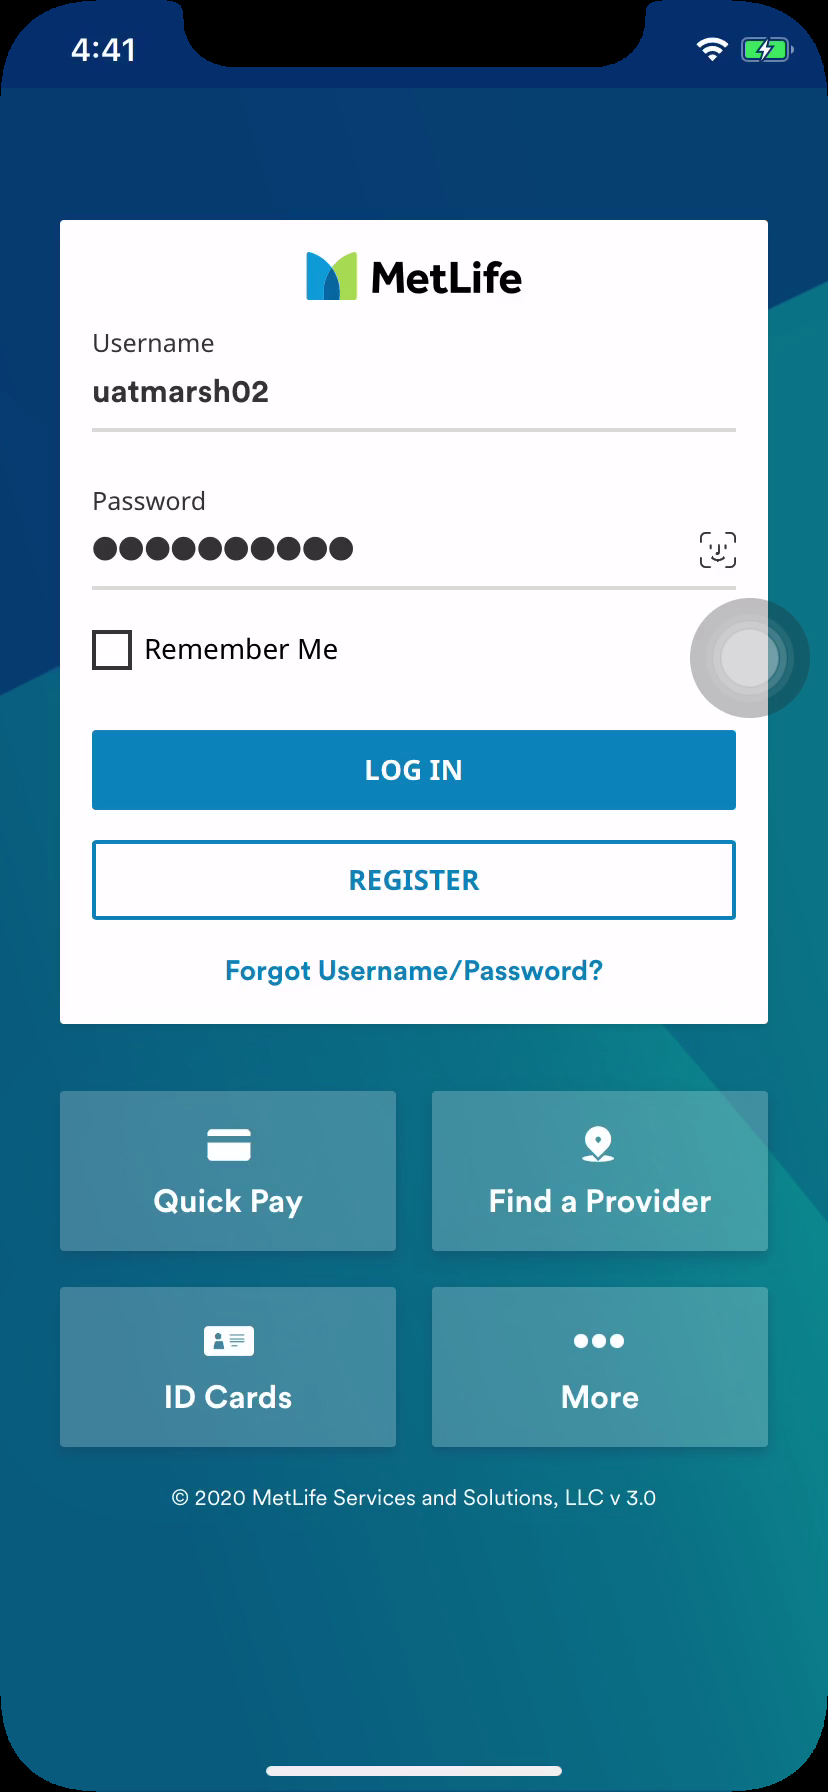 4:41
MetLife
Username
uatmarsh02
Password
●●●●●●●●●●
Remember Me
LOG IN
REGISTER
Forgot Username/Password?
Quick Pay
Find a Provider
ID Cards
More
© 2020 MetLife Services and Solutions, LLC v 3.0